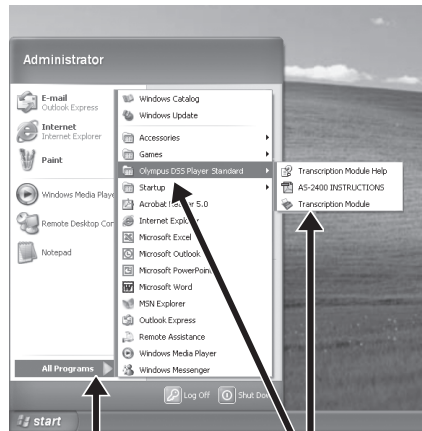 Administrator
E-mail
Outlook Express
Internet
Internet Explorer
Paint
Windows Media Playe
Remote Desktop Con
Notepad
All Programs
Windows Catalog
Windows Update
Accessories
Games
Olympus DSS Player Standard
Startup
Acrobat 5.0
Internet Explorer
Microsoft Excel
Microsoft Outlook
Microsoft PowerPoin
Microsoft Word
MSN Explorer
Outlook Express
Remote Assistance
Windows Media Player
Windows Messenger
Transcription Module Help
AS-2400 INSTRUCTIONS
Transcription Module
Log Off
Shut Dow
start